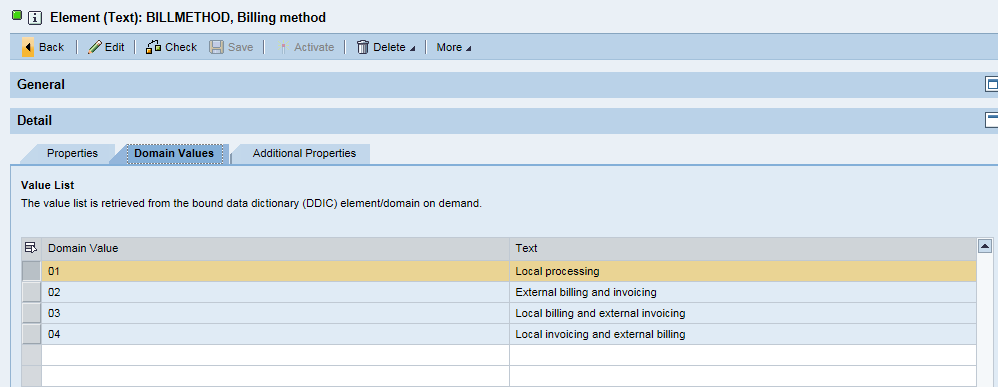 Element (Text): BILLMETHOD, Billing method
Back Edit Check Save Activate Delete More
General
Detail
Properties Domain Values Additional Properties
Value List
The value list is retrieved from the bound data dictionary (DDIC) element/domain on demand.
Domain Value Text
01 Local processing
02 External billing and invoicing
03 Local billing and external invoicing
04 Local invoicing and external billing